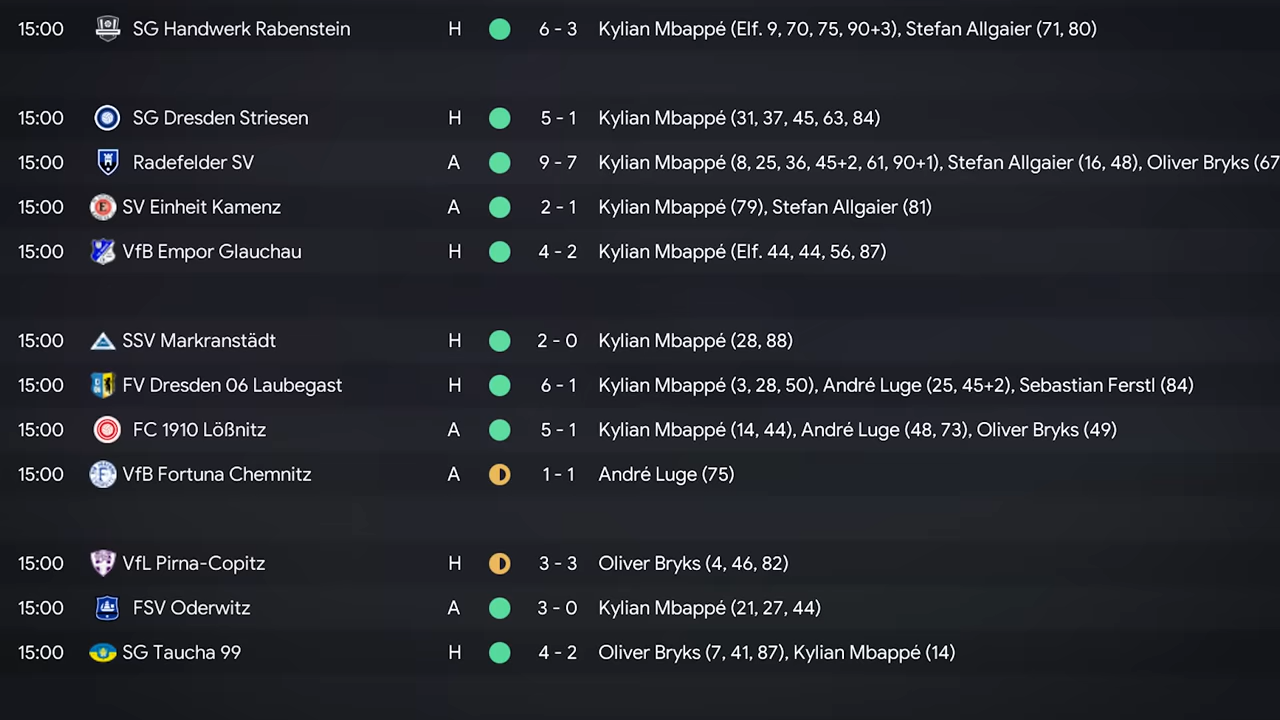 15:00 SG Handwerk Rabenstein H 6 - 3 Kylian Mbappé (Elf. 9, 70, 75, 90+3), Stefan Allgaier (71, 80)
15:00 SG Dresden Striesen H 5 - 1 Kylian Mbappé (31, 37, 45, 63, 84)
15:00 Radefelder SV A 9 - 7 Kylian Mbappé (8, 25, 36, 45+2, 61, 90+1), Stefan Allgaier (16, 48), Oliver Bryks (67
15:00 SV Einheit Kamenz A 2 - 1 Kylian Mbappé (79), Stefan Allgaier (81)
15:00 VfB Empor Glauchau H 4 - 2 Kylian Mbappé (Elf. 44, 44, 56, 87)
15:00 SSV Markranstädt H 2 - 0 Kylian Mbappé (28, 88)
15:00 FV Dresden 06 Laubegast H 6 - 1 Kylian Mbappé (3, 28, 50), André Luge (25, 45+2), Sebastian Ferstl (84)
15:00 FC 1910 Lößnitz A 5 - 1 Kylian Mbappé (14, 44), André Luge (48, 73), Oliver Bryks (49)
15:00 VfB Fortuna Chemnitz A 1 - 1 André Luge (75)
15:00 VfL Pirna-Copitz H 3 - 3 Oliver Bryks (4, 46, 82)
15:00 FSV Oderwitz A 3 - 0 Kylian Mbappé (21, 27, 44)
15:00 SG Taucha 99 H 4 - 2 Oliver Bryks (7, 41, 87), Kylian Mbappé (14)